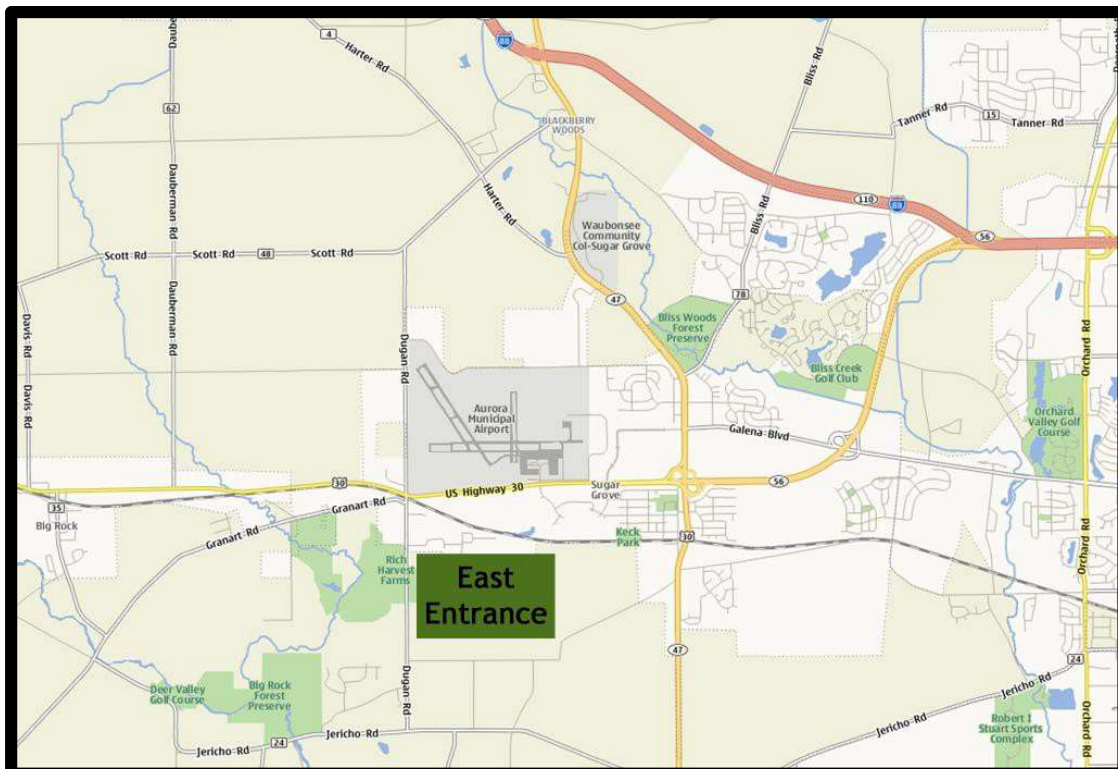 Daube
4
Harter Rd
88
Bliss Rd
62
BLACKBERRY
WOODS
Tanner Rd
15
Tanner Rd
Dauberman Rd
Harter Rd
110
88
Waubonsee
Community
Col-Sugar Grove
Bliss Rd
56
Scott Rd
Scott Rd
48
Scott Rd
Dauberman Rd
47
78
Bliss Woods
Forest
Preserve
Orchard Rd
Davis Rd
Davis Rd
Dugan Rd
Bliss Creek
Golf Club
Aurora
Municipal
Airport
Galena Blvd
Orchard
Valley Golf
Course
30
US Highway 30
Sugar
Grove
56
35
Big Rock
Granart Rd
Granart Rd
Keck
Park
30
Orchard Rd
Rich
Harvest
Farms
East
Entrance
47
24
Dugan Rd
Jericho Rd
Deer Valley
Golf Course
Big Rock
Forest
Preserve
Orchard Rd
Jericho Rd
24
Jericho Rd
Jericho Rd
Robert I
Stuart Sports
Complex